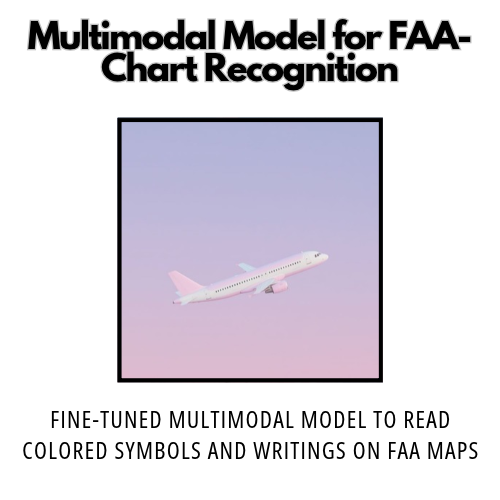 Multimodal Model for FAA-
Chart Recognition
FINE-TUNED MULTIMODAL MODEL TO READ
COLORED SYMBOLS AND WRITINGS ON FAA MAPS